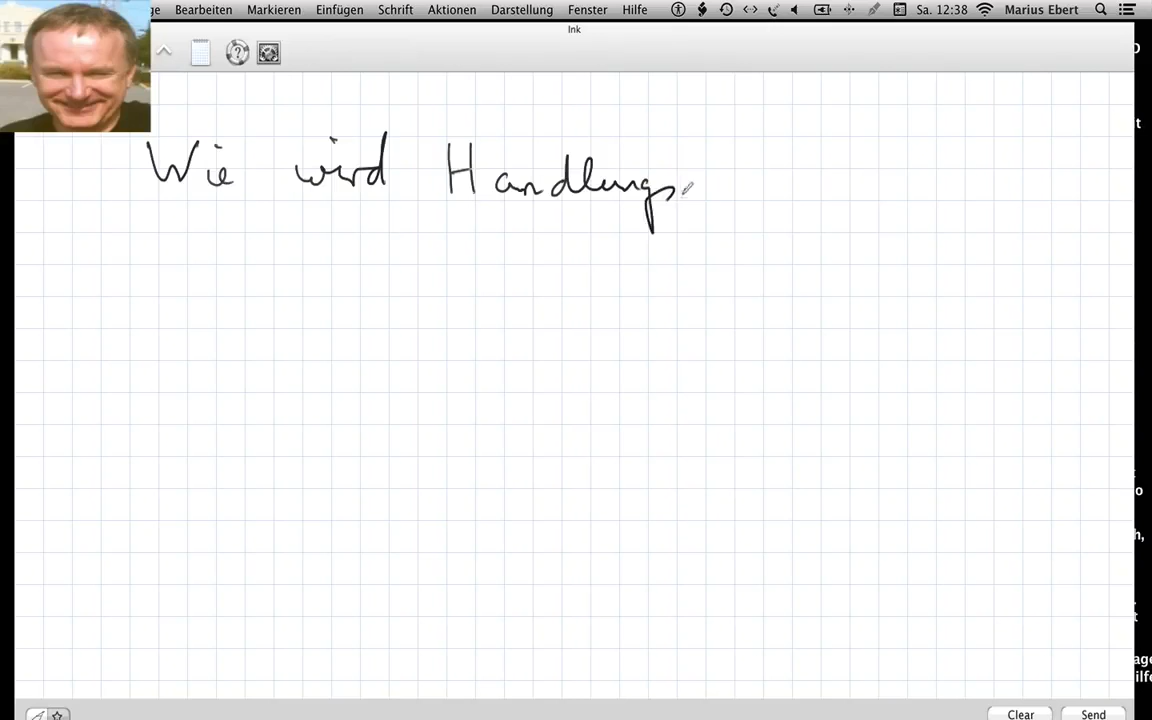 ge Bearbeiten Markieren Einfügen Schrift Aktionen Darstellung Fenster Hilfe Sa. 12:38 Marius Ebert
Ink
Wie wird Handlungs
Clear Send